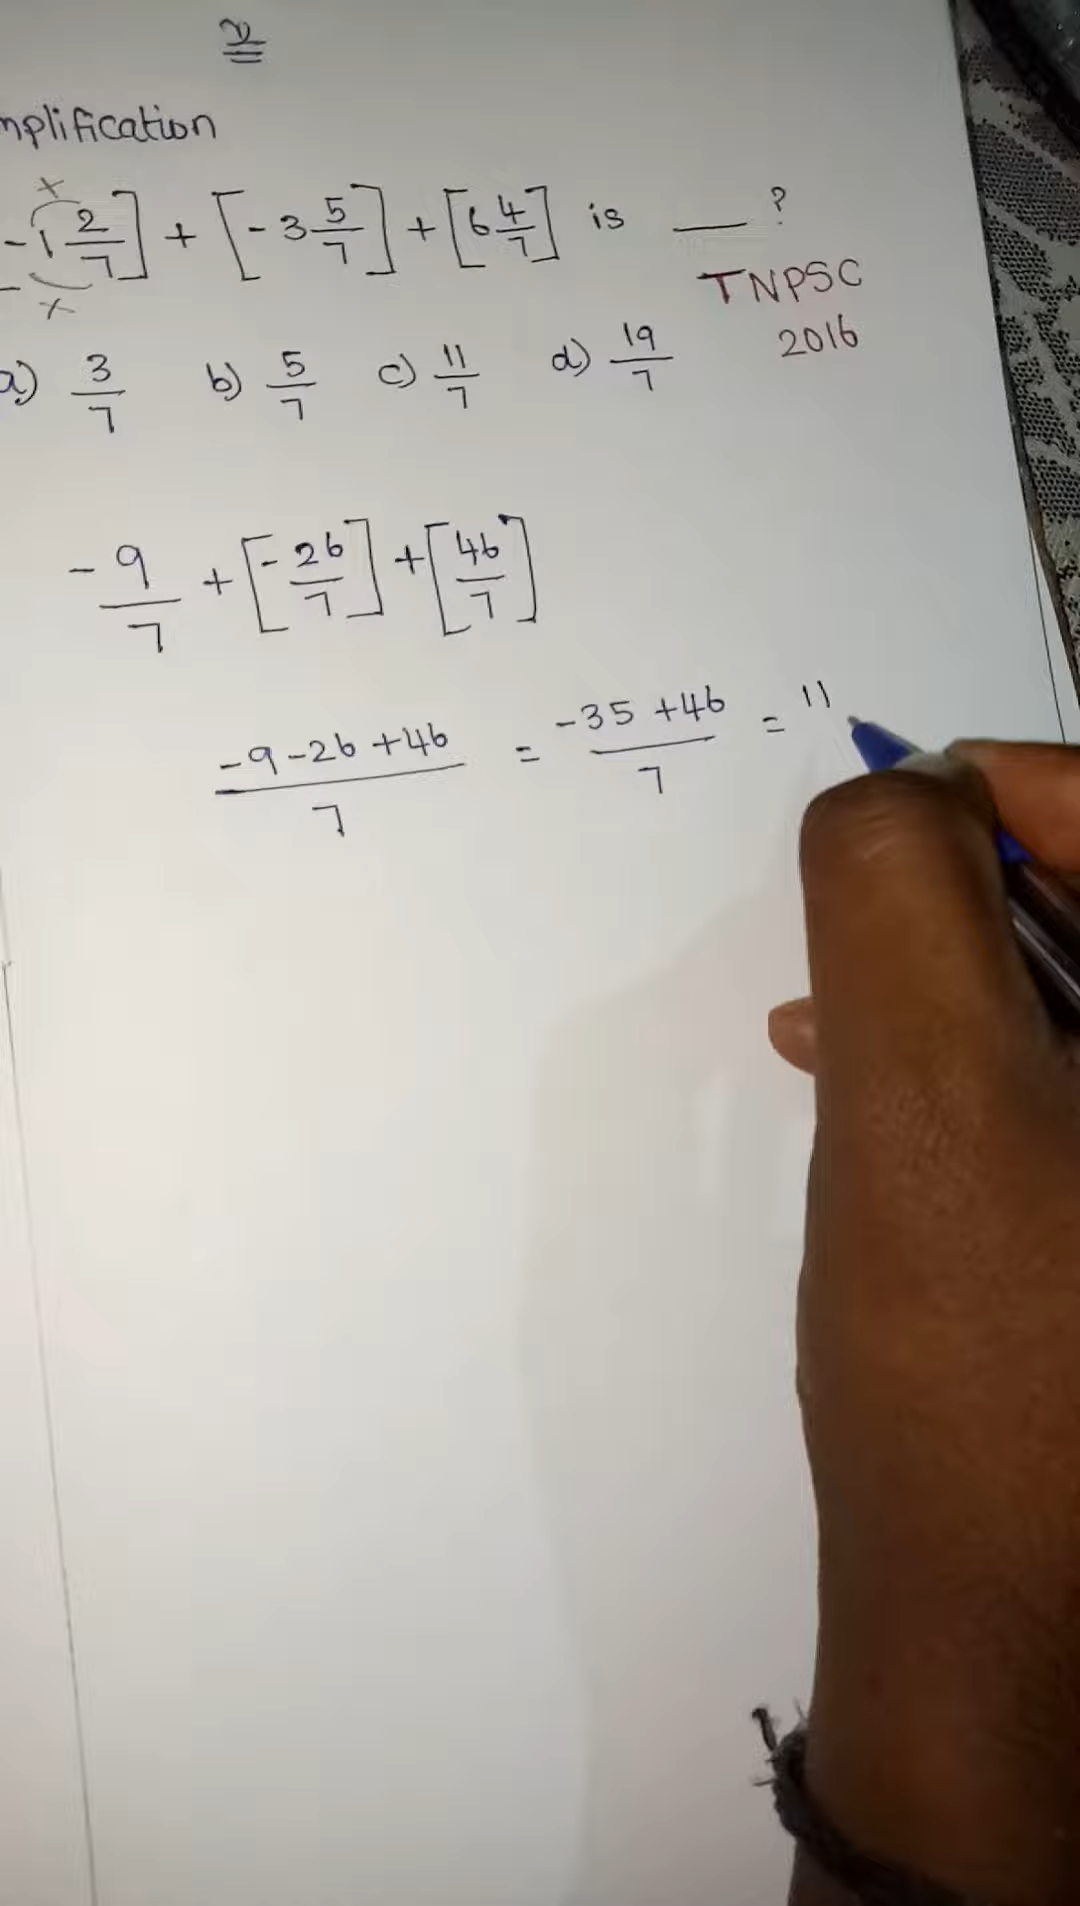 mplification
-1 2/7] + [-3 5/7] + [6 4/7] is ___ ?
TNPSC
2016
a) 3/7 b) 5/7 c) 11/7 d) 19/7
-9/7 + [-26/7] + [46/7]
-9-26+46/7 = -35+46/7 = 11